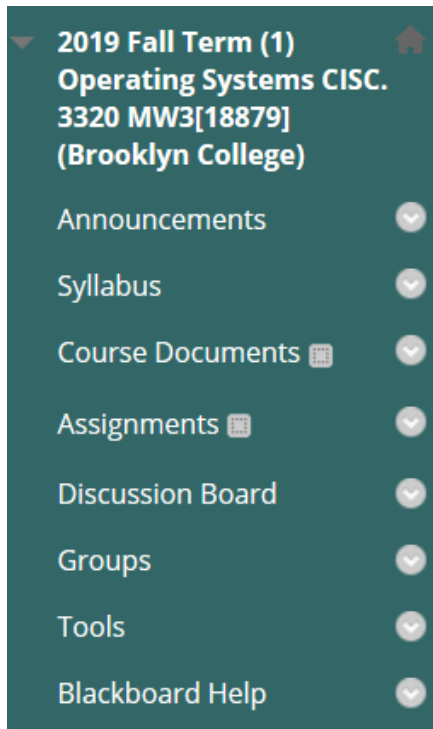 2019 Fall Term (1)
Operating Systems CISC.
3320 MW3[18879]
(Brooklyn College)
Announcements
Syllabus
Course Documents
Assignments
Discussion Board
Groups
Tools
Blackboard Help